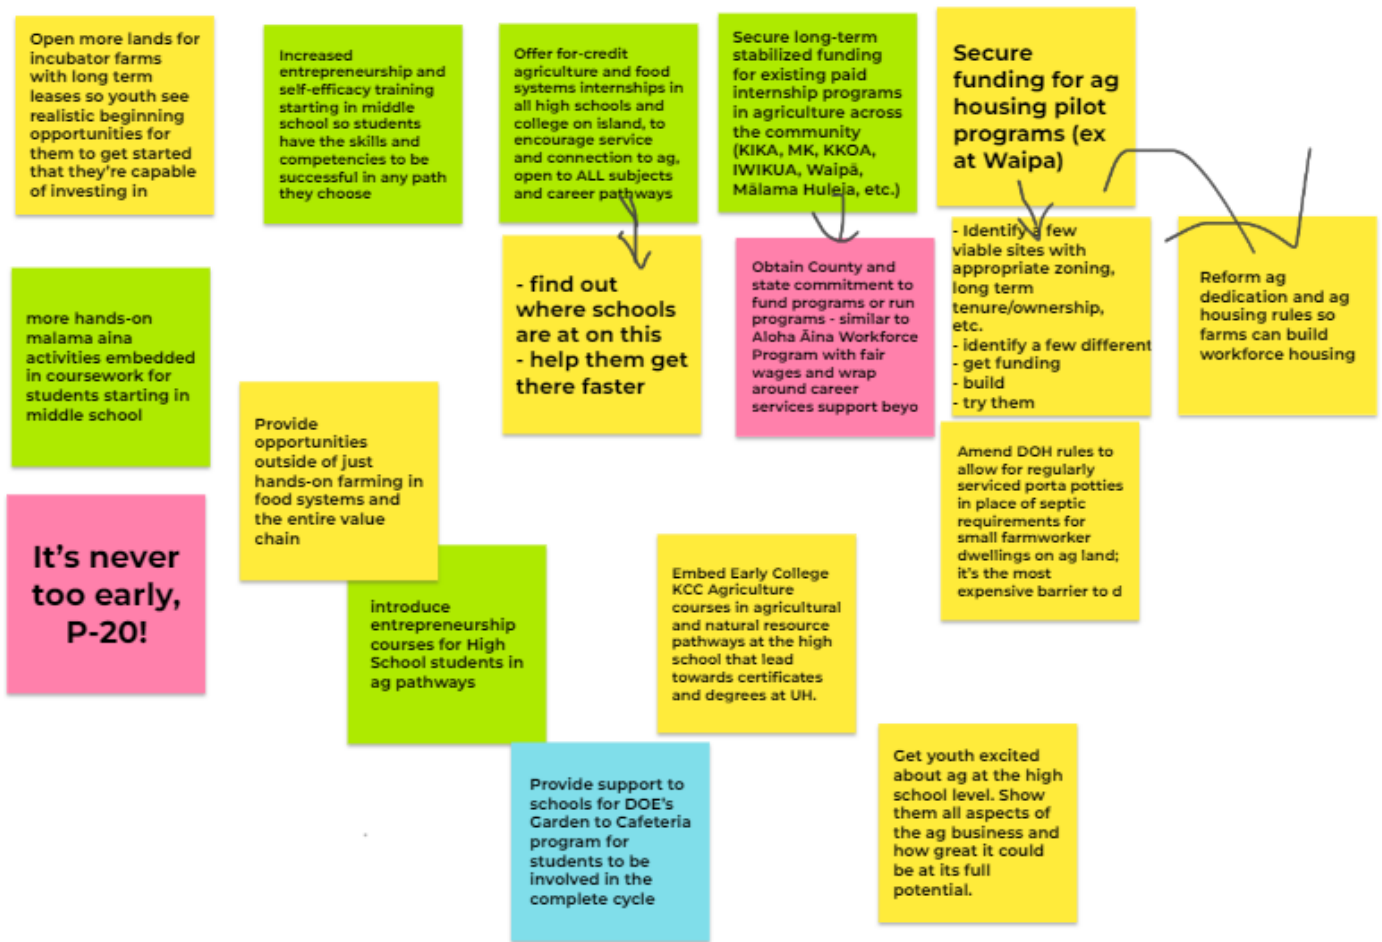 Open more lands for
incubator farms
with long term
leases so youth see
realistic beginning
opportunities for
them to get started
that they're capable
of investing in
Increased
entrepreneurship and
self-efficacy training
starting in middle
school so students
have the skills and
competencies to be
successful in any path
they choose
Offer for-credit
agriculture and food
systems internships in
all high schools and
college on island, to
encourage service
and connection to ag,
open to ALL subjects
and career pathways
Secure long-term
stabilized funding
for existing paid
internship programs
in agriculture across
the community
(KIKA, MK, KKOA,
IWIKUA, Waipā,
Mālama Huleia, etc.)
Secure
funding for ag
housing pilot
programs (ex
at Waipa)
- find out
where schools
are at on this
- help them get
there faster
Obtain County and
state commitment to
fund programs or run
programs - similar to
Aloha Āina Workforce
Program with fair
wages and wrap
around career
services support beyo
- Identify a few
viable sites with
appropriate zoning,
long term
tenure/ownership,
etc.
- identify a few different
- get funding
- build
- try them
Reform ag
dedication and ag
housing rules so
farms can build
workforce housing
more hands-on
malama aina
activities embedded
in coursework for
students starting in
middle school
Provide
opportunities
outside of just
hands-on farming in
food systems and
the entire value
chain
Amend DOH rules to
allow for regularly
serviced porta potties
in place of septic
requirements for
small farmworker
dwellings on ag land;
it's the most
expensive barrier to d
It's never
too early,
P-20!
introduce
entrepreneurship
courses for High
School students in
ag pathways
Embed Early College
KCC Agriculture
courses in agricultural
and natural resource
pathways at the high
school that lead
towards certificates
and degrees at UH.
Provide support to
schools for DOE's
Garden to Cafeteria
program for
students to be
involved in the
complete cycle
Get youth excited
about ag at the high
school level. Show
them all aspects of
the ag business and
how great it could
be at its full
potential.